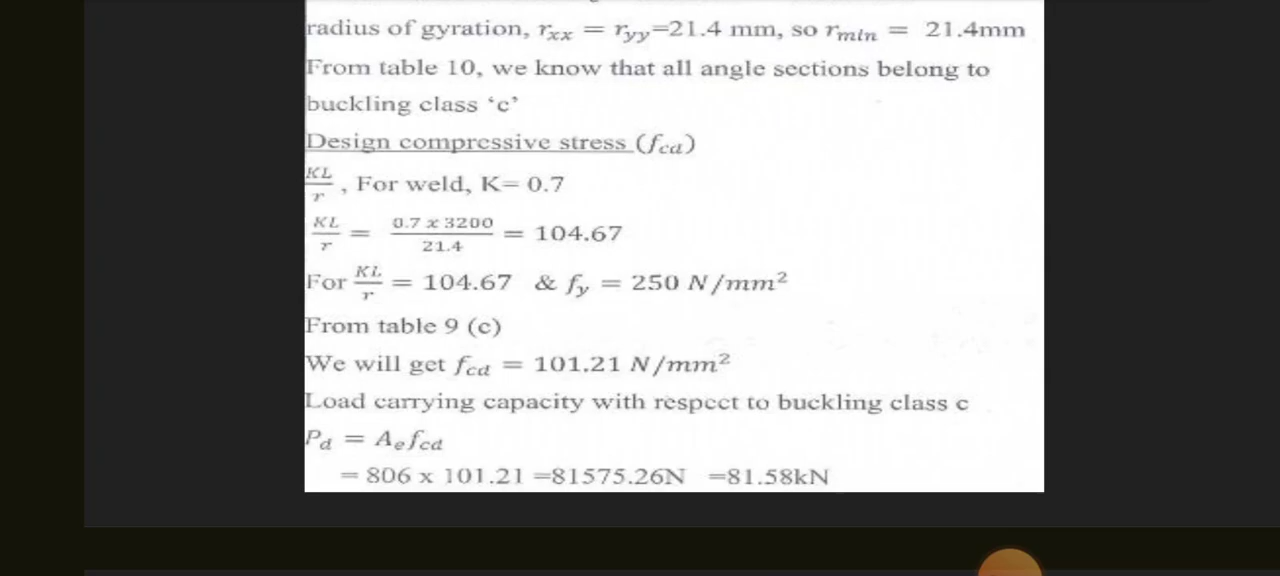 radius of gyration, rxx = ryy=21.4 mm, so rmin = 21.4mm
From table 10, we know that all angle sections belong to
buckling class ‘c’
Design compressive stress (fcd)
KL/r , For weld, K= 0.7
KL/r = 0.7 x 3200/21.4 = 104.67
For KL/r = 104.67 & fy = 250 N/mm²
From table 9 (c)
We will get fcd = 101.21 N/mm²
Load carrying capacity with respect to buckling class c
Pd = Aefcd
= 806 x 101.21 =81575.26N =81.58kN